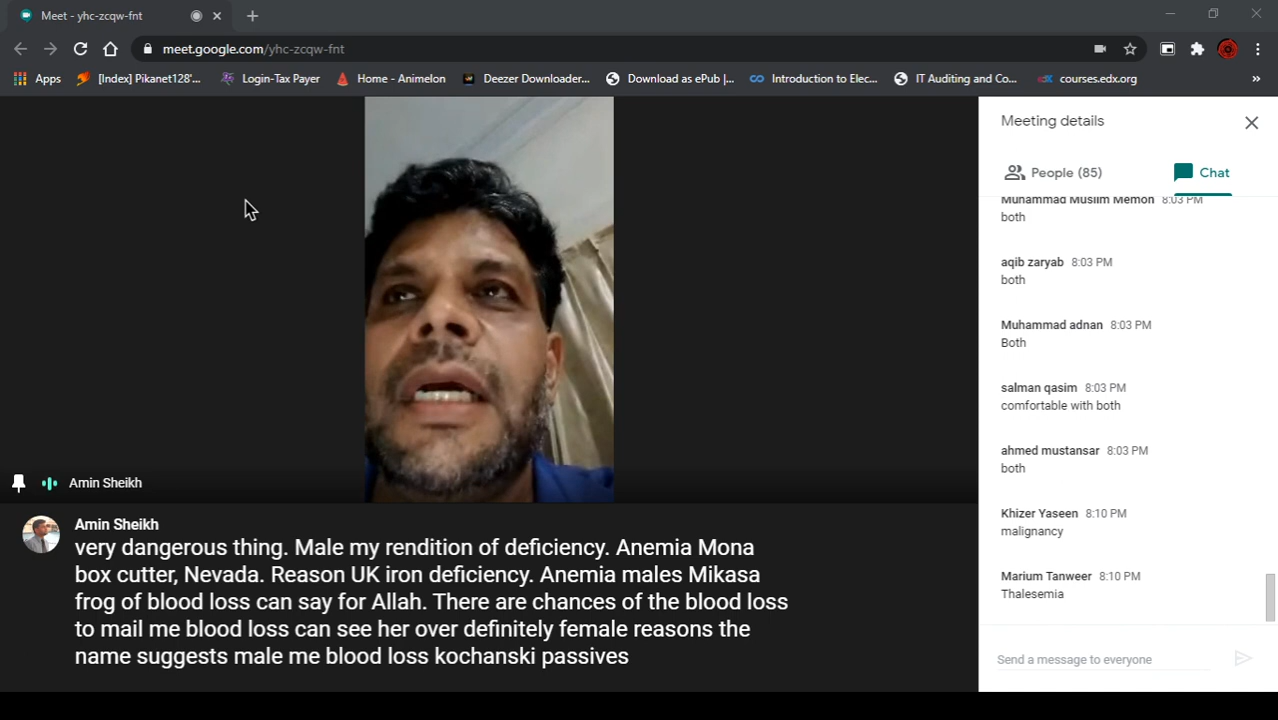 Meet - yhc-zcqw-fnt
meet.google.com/yhc-zcqw-fnt
Apps
[Index] Pikanet128'...
Login-Tax Payer
Home - Animelon
Deezer Downloader...
Download as ePub |...
Introduction to Elec...
IT Auditing and Co...
courses.edx.org
»
Meeting details
People (85)
Chat
Muhammad Muslim Memon 8:03 PM
both
aqib zaryab 8:03 PM
both
Muhammad adnan 8:03 PM
Both
salman qasim 8:03 PM
comfortable with both
ahmed mustansar 8:03 PM
both
Khizer Yaseen 8:10 PM
malignancy
Marium Tanweer 8:10 PM
Thalesemia
Send a message to everyone
Amin Sheikh
Amin Sheikh
very dangerous thing. Male my rendition of deficiency. Anemia Mona
box cutter, Nevada. Reason UK iron deficiency. Anemia males Mikasa
frog of blood loss can say for Allah. There are chances of the blood loss
to mail me blood loss can see her over definitely female reasons the
name suggests male me blood loss kochanski passives